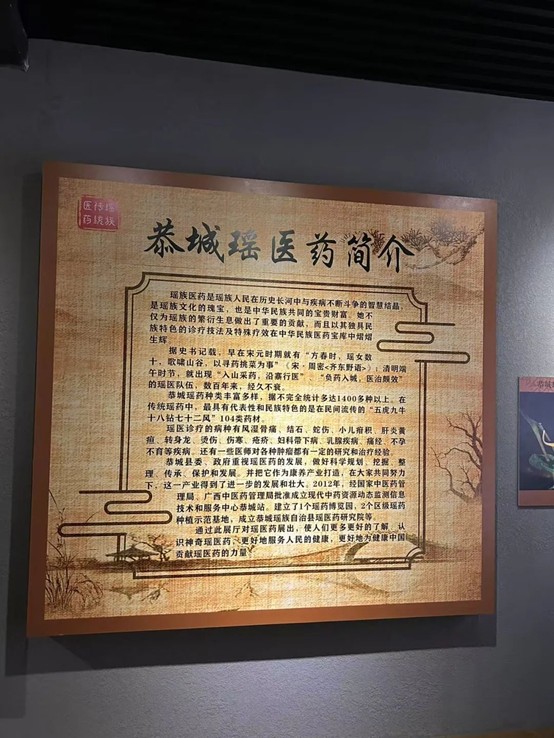 医传瑶
药统族
恭城瑶医药简介
瑶族医药是瑶族人民在历史长河中与疾病不断斗争的智慧结晶,
是瑶族文化的瑰宝, 也是中华民族共同的宝贵财富。她不
仅为瑶族的繁衍生息做出了重要的贡献, 而且以其独具民
族特色的诊疗技法及特殊疗效在中华民族医药宝库中熠熠
生辉。
据史书记载, 早在宋元时期就有“方春时, 瑶女数
十, 歌啸山谷, 以寻药挑菜为事”(宋·周密<齐东野语>);清明端
午时节, 就出现“入山采药, 沿寨行医”、“负药入城, 医治颇效”
的瑶医队伍, 数百年来, 经久不衰。
恭城瑶药种类丰富多样, 据不完全统计多达1400多种以上。在
传统瑶药中, 最具有代表性和民族特色的是在民间流传的“五虎九牛
十八钻七十二风”104类药材。
瑶医诊疗的病种有风湿骨痛、结石、蛇伤、小儿疳积、肝炎黄
疸、转身龙、烫伤、伤寒、疮疥、妇科带下病、乳腺疾病、痛经、不孕
不育等疾病, 还有一些医师对各种肿瘤都有一定的研究和治疗经验。
恭城县委、政府重视瑶医药的发展, 做好科学规划、挖掘、整
理、传承、保护和发展, 并把它作为康养产业打造, 在大家共同努力
下, 这一产业得到了进一步的发展和壮大。2012年, 经国家中医药管
理局、广西中医药管理局批准成立现代中药资源动态监测信息
技术和服务中心恭城站, 建立了1个瑶药博览园, 2个区级瑶药
种植示范基地, 成立恭城瑶族自治县瑶医药研究院等。
通过此展厅对瑶医药展出, 使人们更多更好的了解、认
识神奇瑶医药、更好地服务人民的健康, 更好地为健康中国
贡献瑶医药的力量。